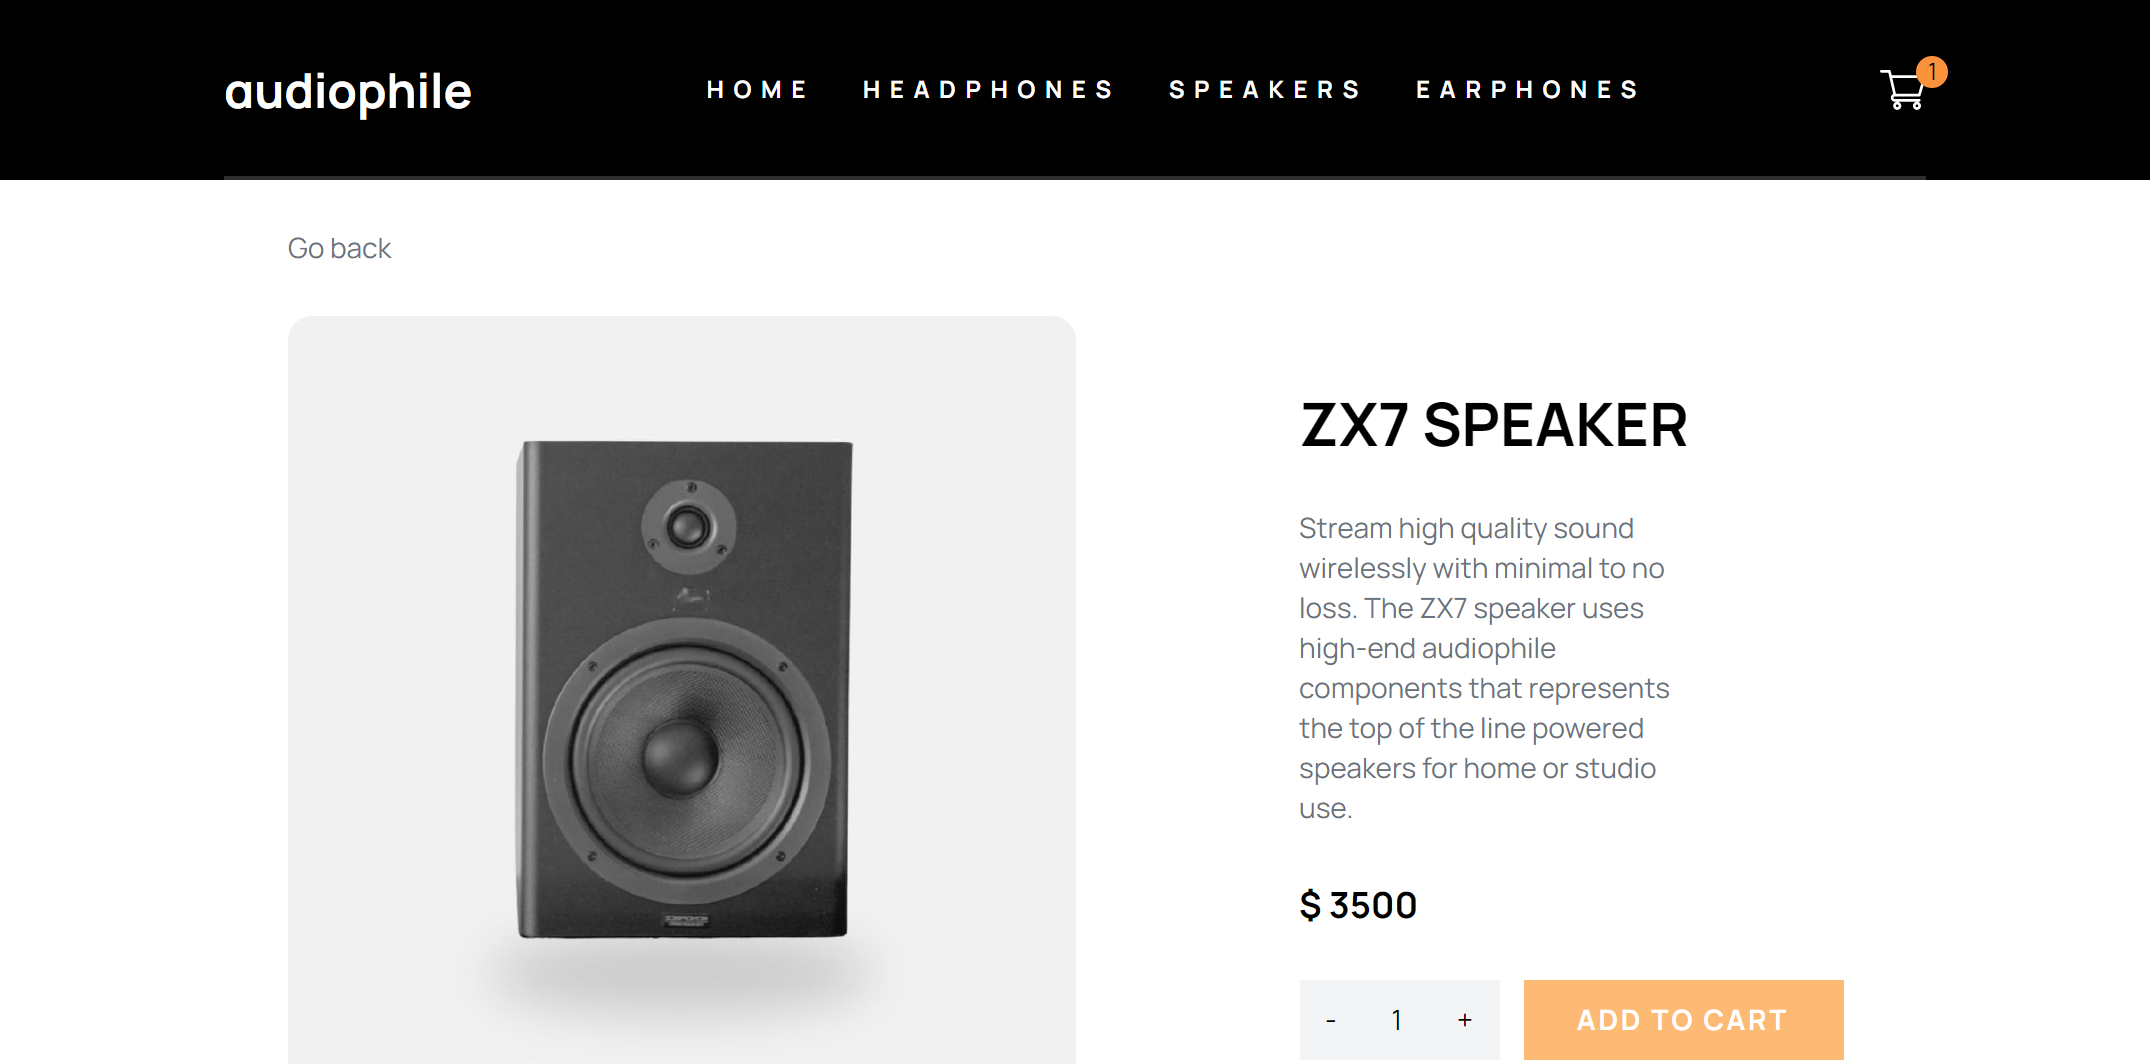 audiophile
HOME HEADPHONES SPEAKERS EARPHONES
1
Go back
ZX7 SPEAKER
Stream high quality sound
wirelessly with minimal to no
loss. The ZX7 speaker uses
high-end audiophile
components that represents
the top of the line powered
speakers for home or studio
use.
$ 3500
- 1 +
ADD TO CART